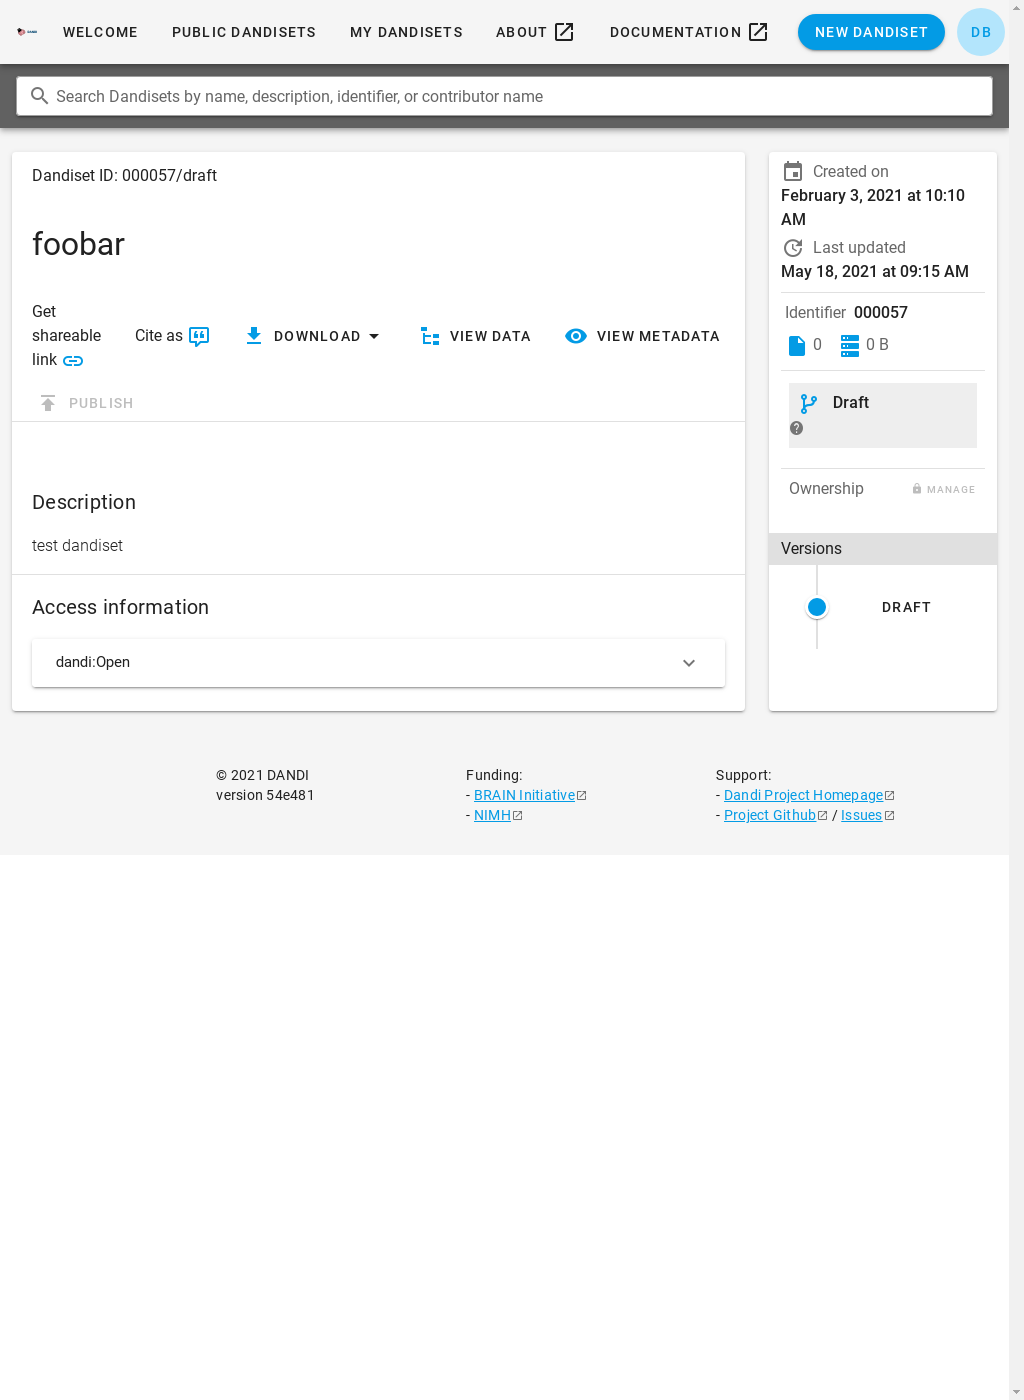 WELCOME PUBLIC DANDISETS MY DANDISETS ABOUT DOCUMENTATION NEW DANDISET DB
Search Dandisets by name, description, identifier, or contributor name
Dandiset ID: 000057/draft
foobar
Get
shareable
link
Cite as
DOWNLOAD
VIEW DATA
VIEW METADATA
PUBLISH
Description
test dandiset
Access information
dandi:Open
Created on
February 3, 2021 at 10:10
AM
Last updated
May 18, 2021 at 09:15 AM
Identifier 000057
0 0 B
Draft
Ownership MANAGE
Versions
DRAFT
© 2021 DANDI
version 54e481
Funding:
- BRAIN Initiative
- NIMH
Support:
- Dandi Project Homepage
- Project Github / Issues